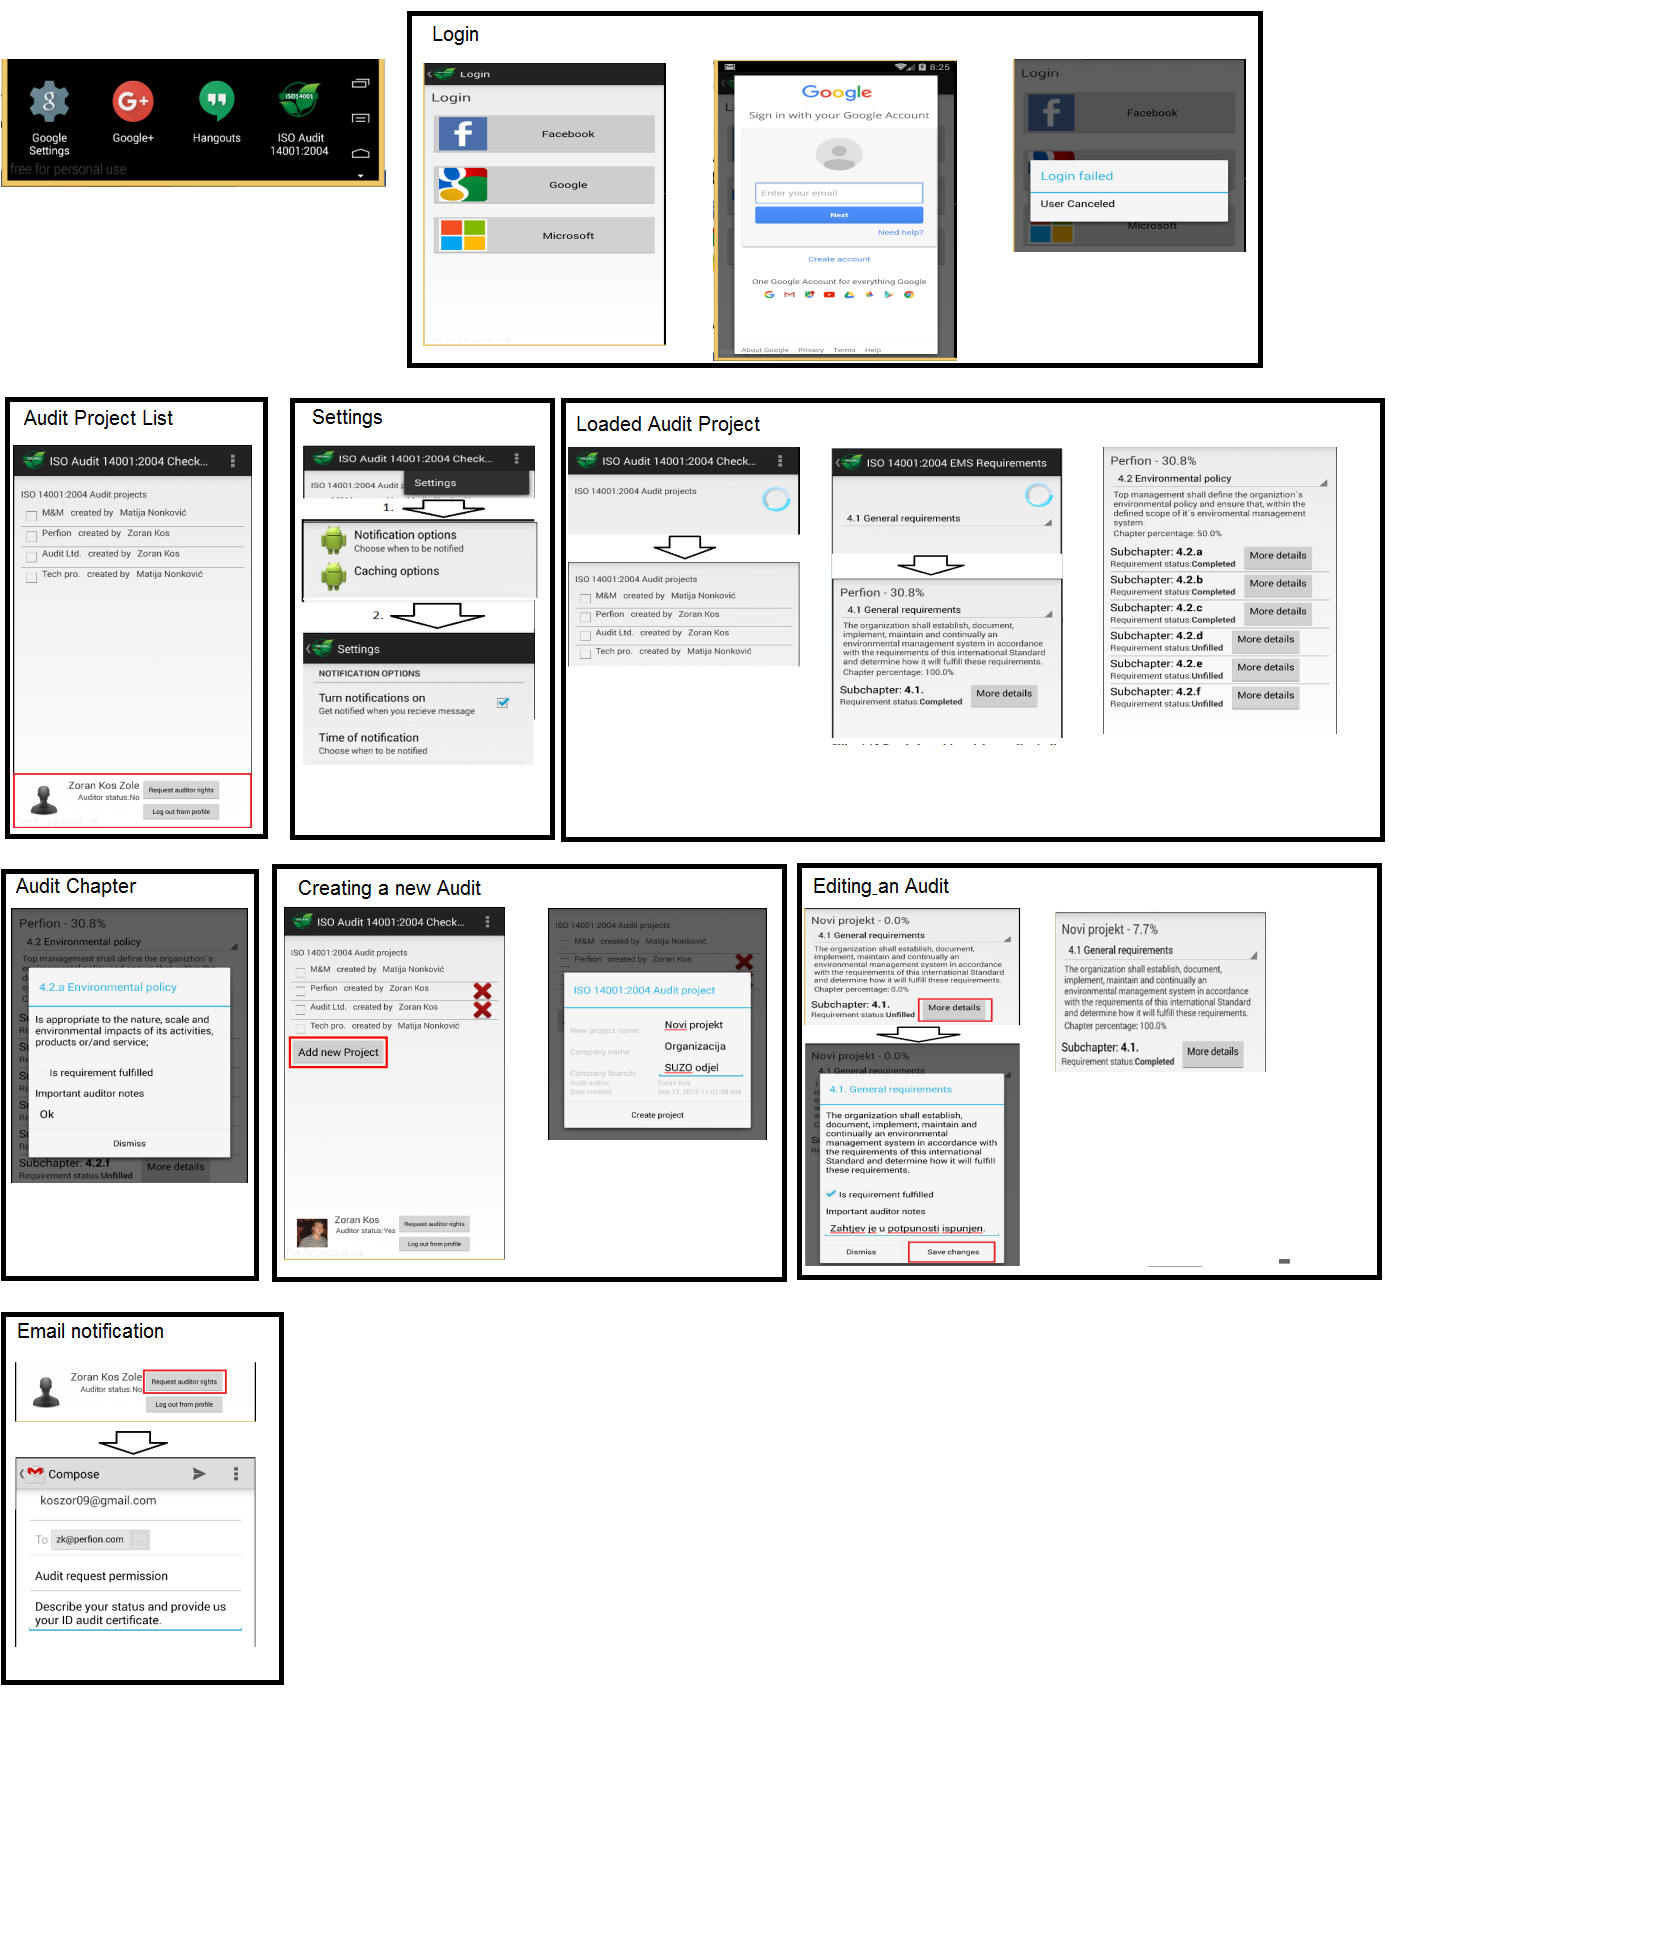 Google
Settings
Google+
Hangouts
ISO Audit
14001:2004
free for personal use
Login
Login
Login
Facebook
Google
Microsoft
8:25
Google
Sign in with your Google Account
Enter your email
Next
Need help?
Create account
One Google Account for everything Google
About Google Privacy Terms Help
Login
Facebook
Login failed
User Canceled
Microsoft
Audit Project List
ISO Audit 14001:2004 Check...
ISO 14001:2004 Audit projects
M&M created by Matija Nonković
Perfion created by Zoran Kos
Audit Ltd. created by Zoran Kos
Tech pro. created by Matija Nonković
Zoran Kos Zole
Auditor status:No
Request auditor rights
Log out from profile
free for personal use
Settings
ISO Audit 14001:2004 Check...
ISO 14001:2004 Audit p
Settings
1.
Notification options
Choose when to be notified
Caching options
2.
Settings
NOTIFICATION OPTIONS
Turn notifications on
Get notified when you recieve message
Time of notification
Choose when to be notified
Loaded Audit Project
ISO Audit 14001:2004 Check...
ISO 14001:2004 Audit projects
ISO 14001:2004 Audit projects
M&M created by Matija Nonković
Perfion created by Zoran Kos
Audit Ltd. created by Zoran Kos
Tech pro. created by Matija Nonković
ISO 14001:2004 EMS Requirements
4.1 General requirements
Perfion - 30.8%
4.1 General requirements
The organization shall establish, document,
implement, maintain and continually an
environmental management system in accordance
with the requirements of this international Standard
and determine how it will fulfill these requirements.
Chapter percentage: 100.0%
Subchapter: 4.1.
Requirement status:Completed
More details
Perfion - 30.8%
4.2 Environmental policy
Top management shall define the organiztion´s
environmental policy and ensure that, within the
defined scope of it´s enviromental management
system.
Chapter percentage: 50.0%
Subchapter: 4.2.a
Requirement status:Completed
More details
Subchapter: 4.2.b
Requirement status:Completed
More details
Subchapter: 4.2.c
Requirement status:Completed
More details
Subchapter: 4.2.d
Requirement status:Unfilled
More details
Subchapter: 4.2.e
Requirement status:Unfilled
More details
Subchapter: 4.2.f
Requirement status:Unfilled
More details
Audit Chapter
Perfion - 30.8%
4.2 Environmental policy
Top management shall define the organiztion´s
4.2.a Environmental policy
Is appropriate to the nature, scale and
environmental impacts of its activities,
products or/and service;
Is requirement fulfilled
Important auditor notes
Ok
Dismiss
Subchapter: 4.2.f
Requirement status:Unfilled
More details
Creating a new Audit
ISO Audit 14001:2004 Check...
ISO 14001:2004 Audit projects
M&M created by Matija Nonković
Perfion created by Zoran Kos
Audit Ltd. created by Zoran Kos
Tech pro. created by Matija Nonković
Add new Project
Zoran Kos
Auditor status:Yes
Request auditor rights
Log out from profile
free for personal use
ISO 14001:2004 Audit projects
M&M created by Matija Nonković
Perfion created by Zoran Kos
ISO 14001:2004 Audit project
New project name: Novi projekt
Company name: Organizacija
Company branch: SUZO odjel
Audit author: Zoran Kos
Date created: Sep 13, 2015 11:01:38 AM
Create project
Editing an Audit
Novi projekt - 0.0%
4.1 General requirements
The organization shall establish, document,
implement, maintain and continually an
environmental management system in accordance
with the requirements of this international Standard
and determine how it will fulfill these requirements.
Chapter percentage: 0.0%
Subchapter: 4.1.
Requirement status:Unfilled
More details
Novi projekt - 0.0%
4.1 General requirements
4.1. General requirements
The organization shall establish,
document, implement, maintain and
continually an environmental
management system in accordance with
the requirements of this international
Standard and determine how it will fulfill
these requirements.
Is requirement fulfilled
Important auditor notes
Zahtjev je u potpunosti ispunjen.
Dismiss
Save changes
Novi projekt - 7.7%
4.1 General requirements
The organization shall establish, document,
implement, maintain and continually an
environmental management system in accordance
with the requirements of this international Standard
and determine how it will fulfill these requirements.
Chapter percentage: 100.0%
Subchapter: 4.1.
Requirement status:Completed
More details
Email notification
Zoran Kos Zole
Auditor status:No
Request auditor rights
Log out from profile
Compose
koszor09@gmail.com
To zk@perfion.com
Audit request permission
Describe your status and provide us
your ID audit certificate.